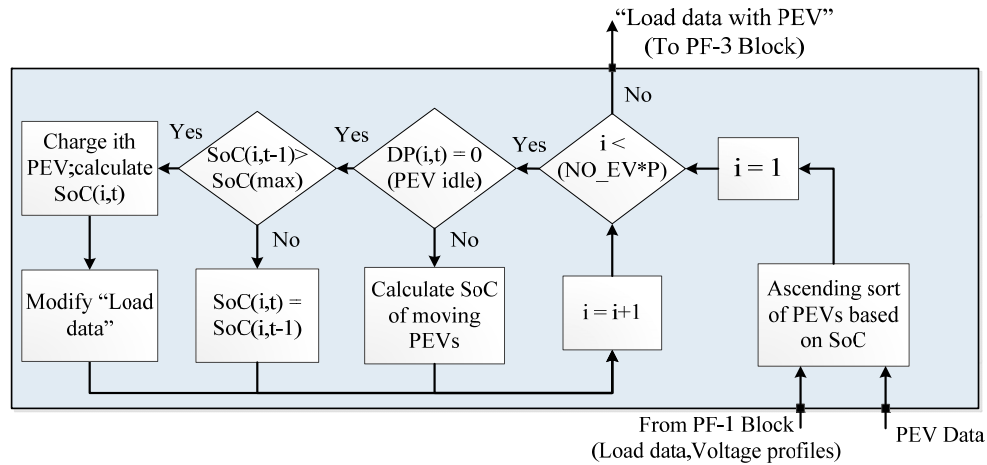 “Load data with PEV”
(To PF-3 Block)
No
Charge ith
PEV;calculate
SoC(i,t)
Yes
SoC(i,t-1)>
SoC(max)
Yes
DP(i,t) = 0
(PEV idle)
Yes
i <
(NO_EV*P)
i = 1
No
No
Modify “Load
data”
SoC(i,t) =
SoC(i,t-1)
Calculate SoC
of moving
PEVs
i = i+1
Ascending sort
of PEVs based
on SoC
From PF-1 Block
(Load data,Voltage profiles)
PEV Data